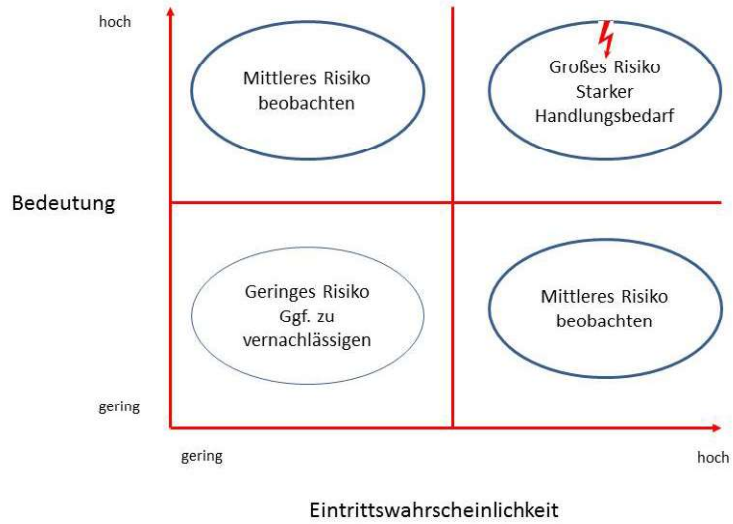 hoch
Mittleres Risiko
beobachten
Großes Risiko
Starker
Handlungsbedarf
Bedeutung
Geringes Risiko
Ggf. zu
vernachlässigen
Mittleres Risiko
beobachten
gering
gering
hoch
Eintrittswahrscheinlichkeit